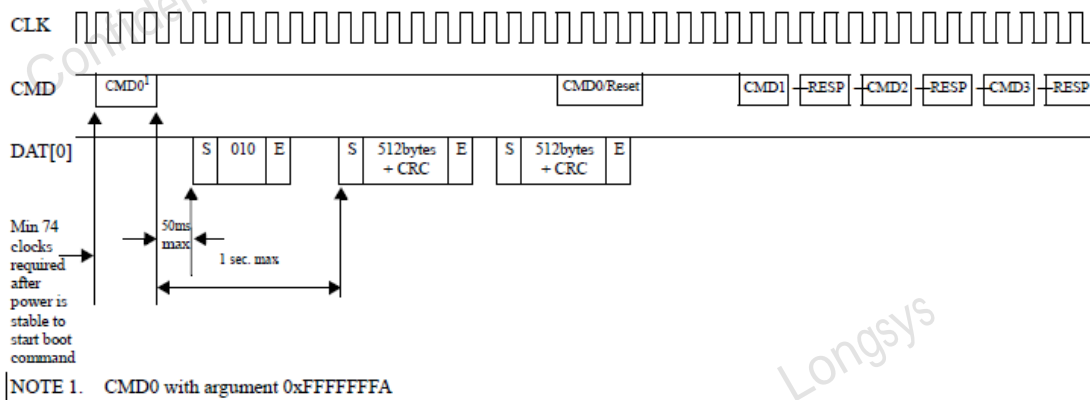 Confiden
CLK
CMD
CMD0¹
CMD0/Reset
CMD1
RESP
CMD2
RESP
CMD3
RESP
DAT[0]
S
010
E
S
512bytes
+ CRC
E
S
512bytes
+ CRC
E
Min 74
clocks
required
after
power is
stable to
start boot
command
50ms
max
1 sec. max
Longsys
NOTE 1. CMD0 with argument 0xFFFFFFFA